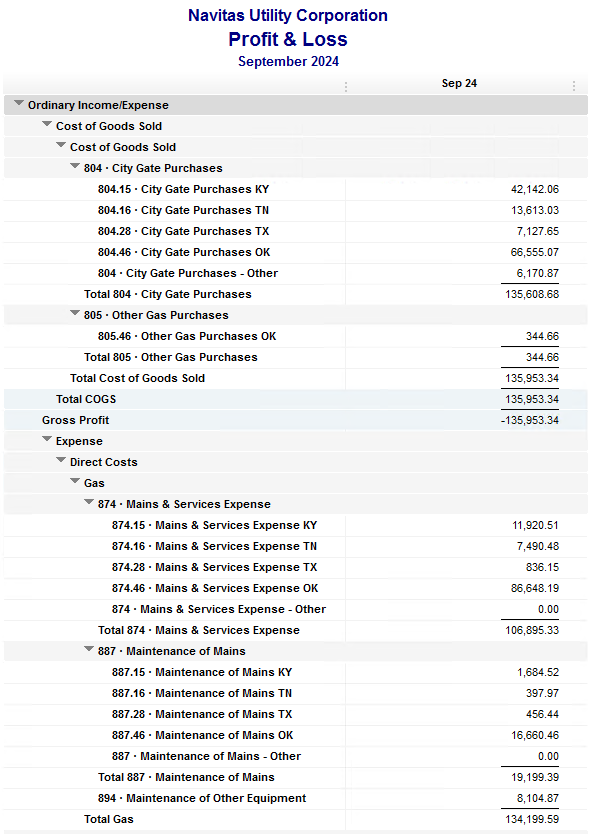 Navitas Utility Corporation
Profit & Loss
September 2024
Sep 24
Ordinary Income/Expense
Cost of Goods Sold
Cost of Goods Sold
804 · City Gate Purchases
804.15 · City Gate Purchases KY 42,142.06
804.16 · City Gate Purchases TN 13,613.03
804.28 · City Gate Purchases TX 7,127.65
804.46 · City Gate Purchases OK 66,555.07
804 · City Gate Purchases - Other 6,170.87
Total 804 · City Gate Purchases 135,608.68
805 · Other Gas Purchases
805.46 · Other Gas Purchases OK 344.66
Total 805 · Other Gas Purchases 344.66
Total Cost of Goods Sold 135,953.34
Total COGS 135,953.34
Gross Profit -135,953.34
Expense
Direct Costs
Gas
874 · Mains & Services Expense
874.15 · Mains & Services Expense KY 11,920.51
874.16 · Mains & Services Expense TN 7,490.48
874.28 · Mains & Services Expense TX 836.15
874.46 · Mains & Services Expense OK 86,648.19
874 · Mains & Services Expense - Other 0.00
Total 874 · Mains & Services Expense 106,895.33
887 · Maintenance of Mains
887.15 · Maintenance of Mains KY 1,684.52
887.16 · Maintenance of Mains TN 397.97
887.28 · Maintenance of Mains TX 456.44
887.46 · Maintenance of Mains OK 16,660.46
887 · Maintenance of Mains - Other 0.00
Total 887 · Maintenance of Mains 19,199.39
894 · Maintenance of Other Equipment 8,104.87
Total Gas 134,199.59